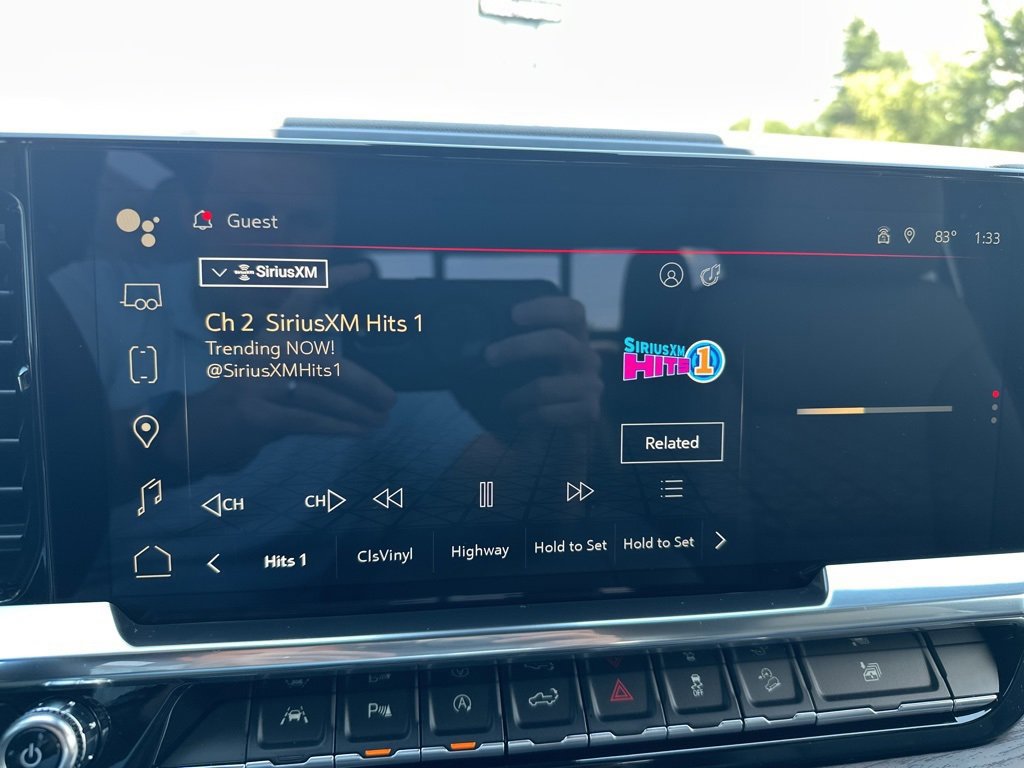 Guest
83° 1:33
SiriusXM
Ch 2 SiriusXM Hits 1
Trending NOW!
@SiriusXMHits1
SIRIUSXM
HITS 1
Related
CH CH
Hits 1 ClsVinyl Highway Hold to Set Hold to Set
P A OFF